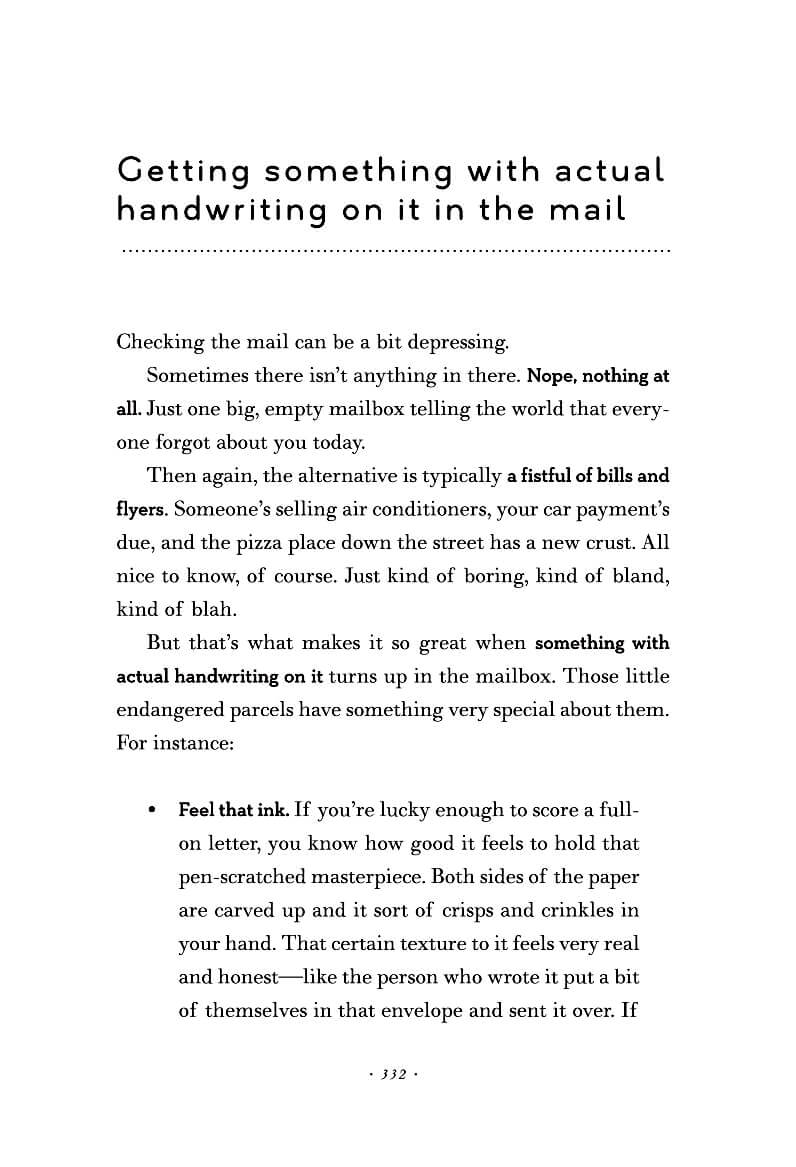 Getting something with actual
handwriting on it in the mail
Checking the mail can be a bit depressing.
Sometimes there isn’t anything in there. Nope, nothing at
all. Just one big, empty mailbox telling the world that every-
one forgot about you today.
Then again, the alternative is typically a fistful of bills and
flyers. Someone’s selling air conditioners, your car payment’s
due, and the pizza place down the street has a new crust. All
nice to know, of course. Just kind of boring, kind of bland,
kind of blah.
But that’s what makes it so great when something with
actual handwriting on it turns up in the mailbox. Those little
endangered parcels have something very special about them.
For instance:
• Feel that ink. If you’re lucky enough to score a full-
on letter, you know how good it feels to hold that
pen-scratched masterpiece. Both sides of the paper
are carved up and it sort of crisps and crinkles in
your hand. That certain texture to it feels very real
and honest—like the person who wrote it put a bit
of themselves in that envelope and sent it over. If
· 332 ·